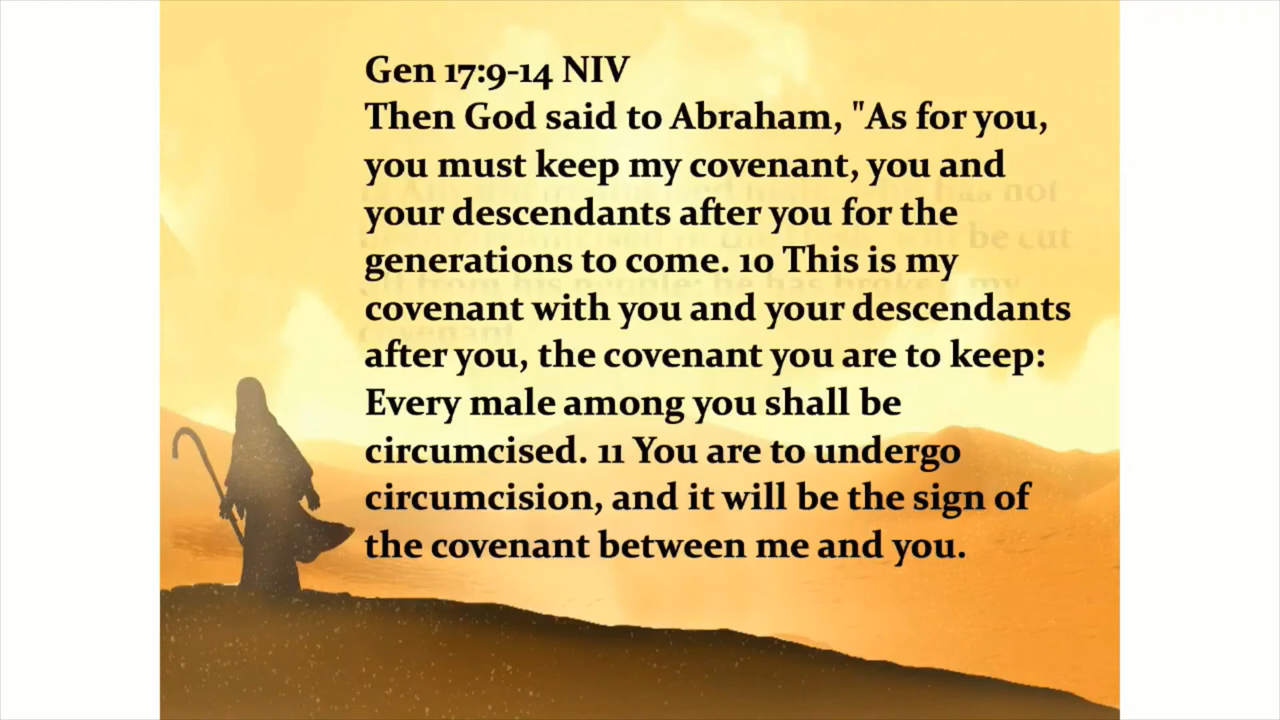 Gen 17:9-14 NIV
Then God said to Abraham, "As for you,
you must keep my covenant, you and
your descendants after you for the
generations to come. 10 This is my
covenant with you and your descendants
after you, the covenant you are to keep:
Every male among you shall be
circumcised. 11 You are to undergo
circumcision, and it will be the sign of
the covenant between me and you.